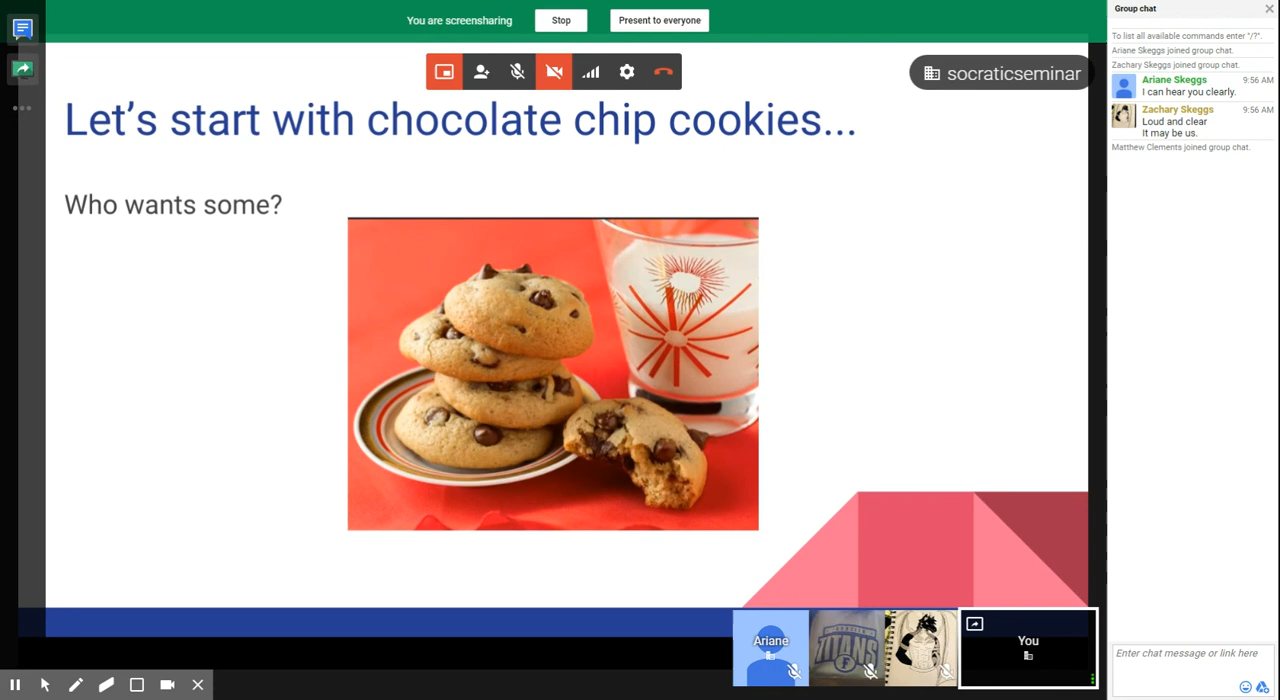 You are screensharing
Stop
Present to everyone
socraticseminar
Let's start with chocolate chip cookies...
Who wants some?
Ariane
TITANS
F
You
Group chat
To list all available commands enter "/?".
Ariane Skeggs joined group chat.
Zachary Skeggs joined group chat.
Ariane Skeggs 9:56 AM
I can hear you clearly.
Zachary Skeggs 9:56 AM
Loud and clear
It may be us.
Matthew Clements joined group chat.
Enter chat message or link here